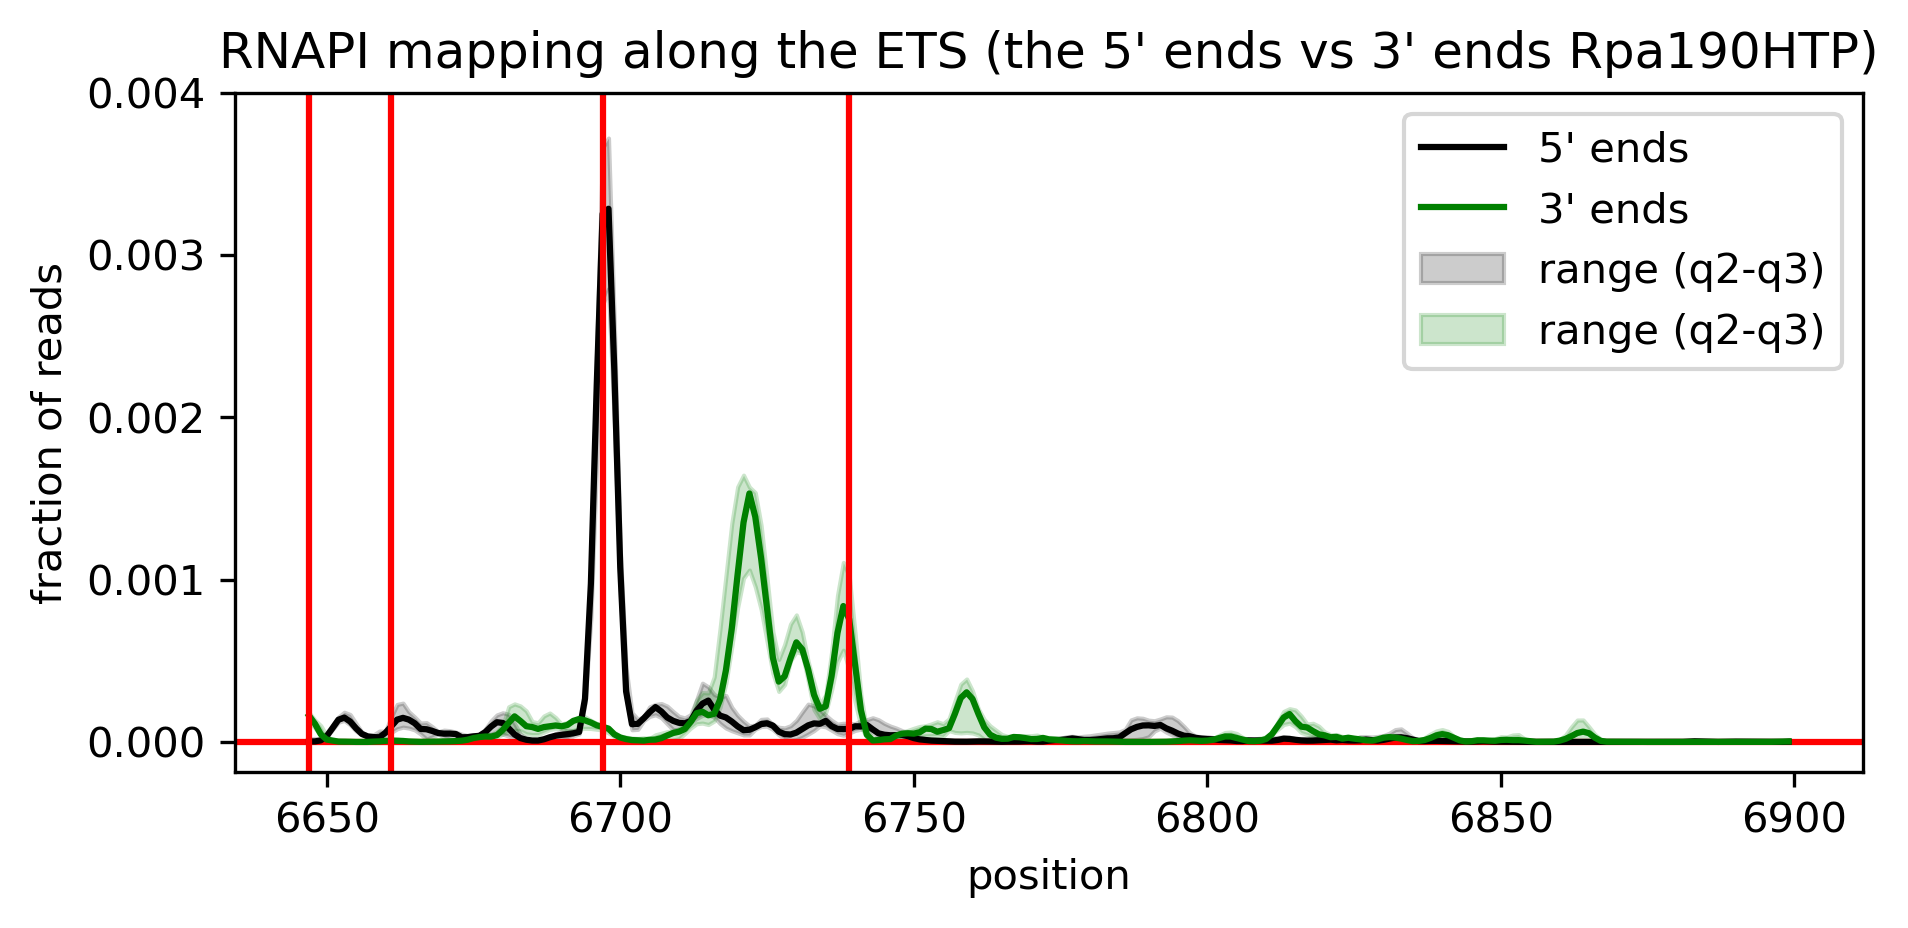 RNAPI mapping along the ETS (the 5' ends vs 3' ends Rpa190HTP)
0.004
0.003
0.002
0.001
0.000
fraction of reads
5' ends
3' ends
range (q2-q3)
range (q2-q3)
6650 6700 6750 6800 6850 6900
position